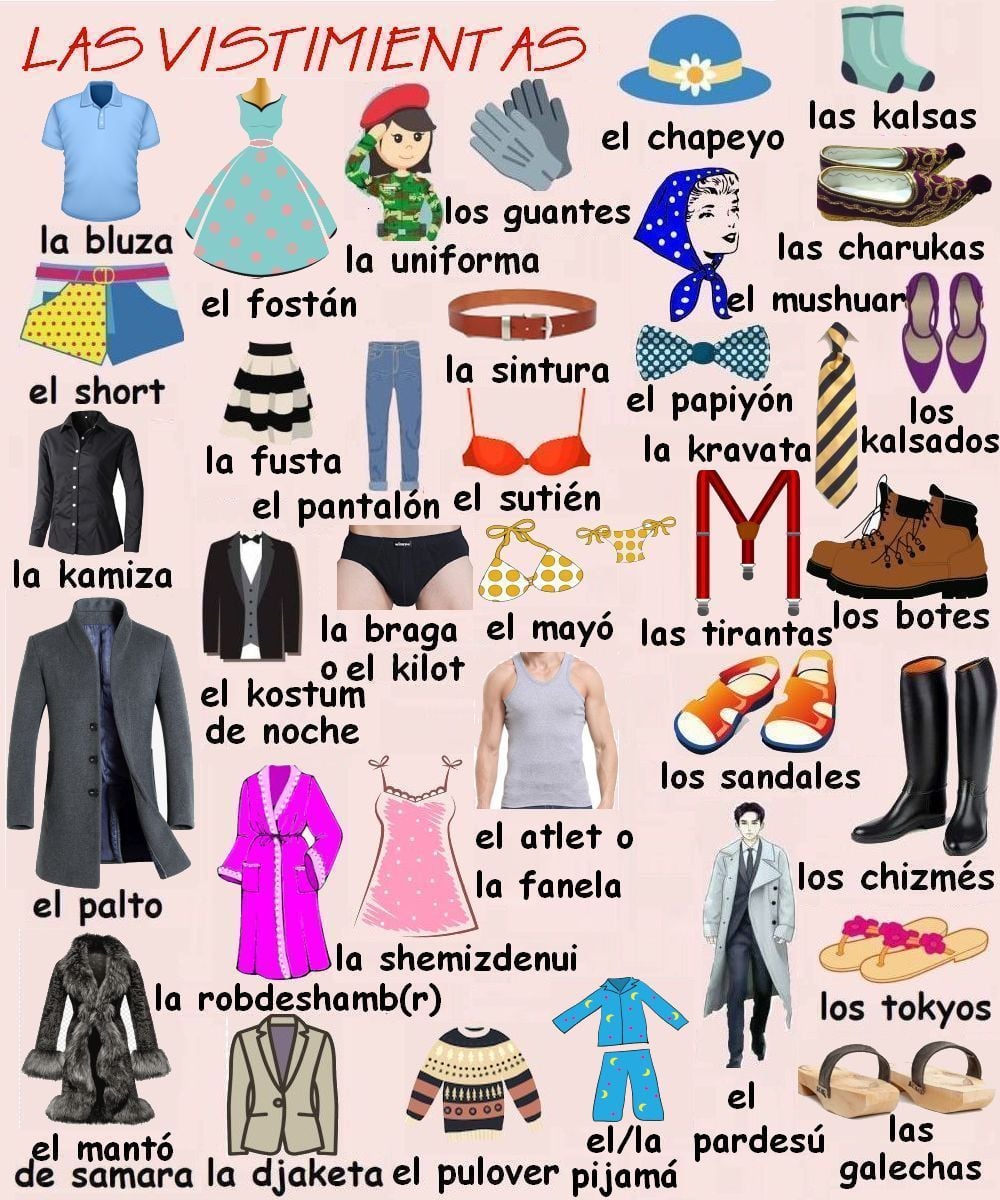 LAS VISTIMIENTAS
el chapeyo
las kalsas
la bluza
el fostán
la uniforma
los guantes
el mushuar
las charukas
el short
la fusta
el pantalón
la sintura
el sutién
el papiyón
la kravata
los
kalsados
la kamiza
el kostum
de noche
la braga
o el kilot
el mayó
las tirantas
los botes
el palto
la robdeshamb(r)
la shemizdenui
el atlet o
la fanela
los sandales
los chizmés
el mantó
de samara
la djaketa
el pulover
el/la
pijamá
el
pardesú
los tokyos
las
galechas